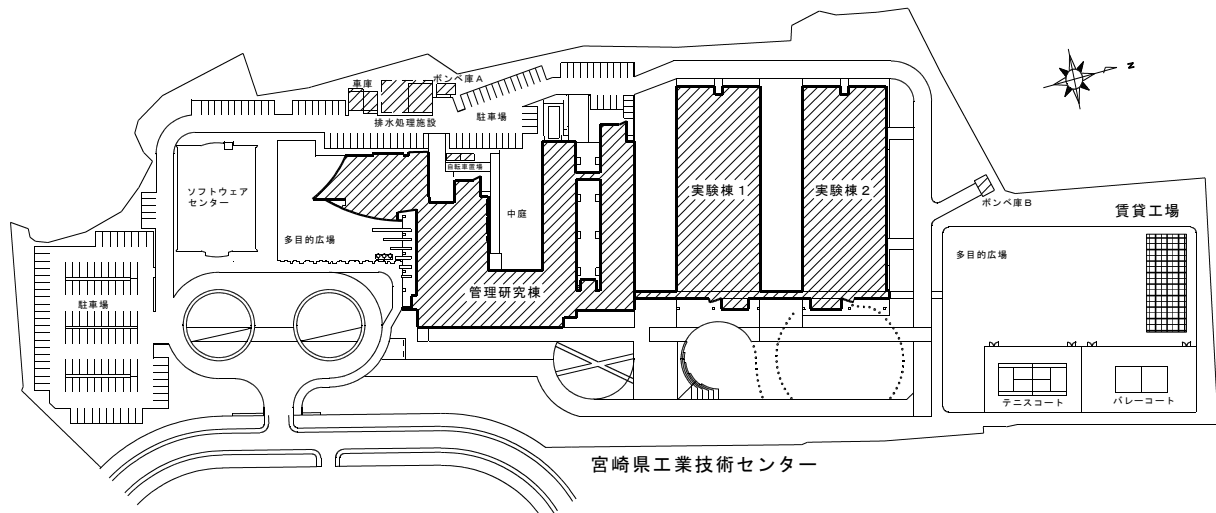 車庫
ボンベ庫A
排水処理施設
駐車場
自転車置場
ソフトウェア
センター
中庭
実験棟1
実験棟2
N
ボンベ庫B
賃貸工場
多目的広場
多目的広場
管理研究棟
駐車場
テニスコート
バレーコート
宮崎県工業技術センター